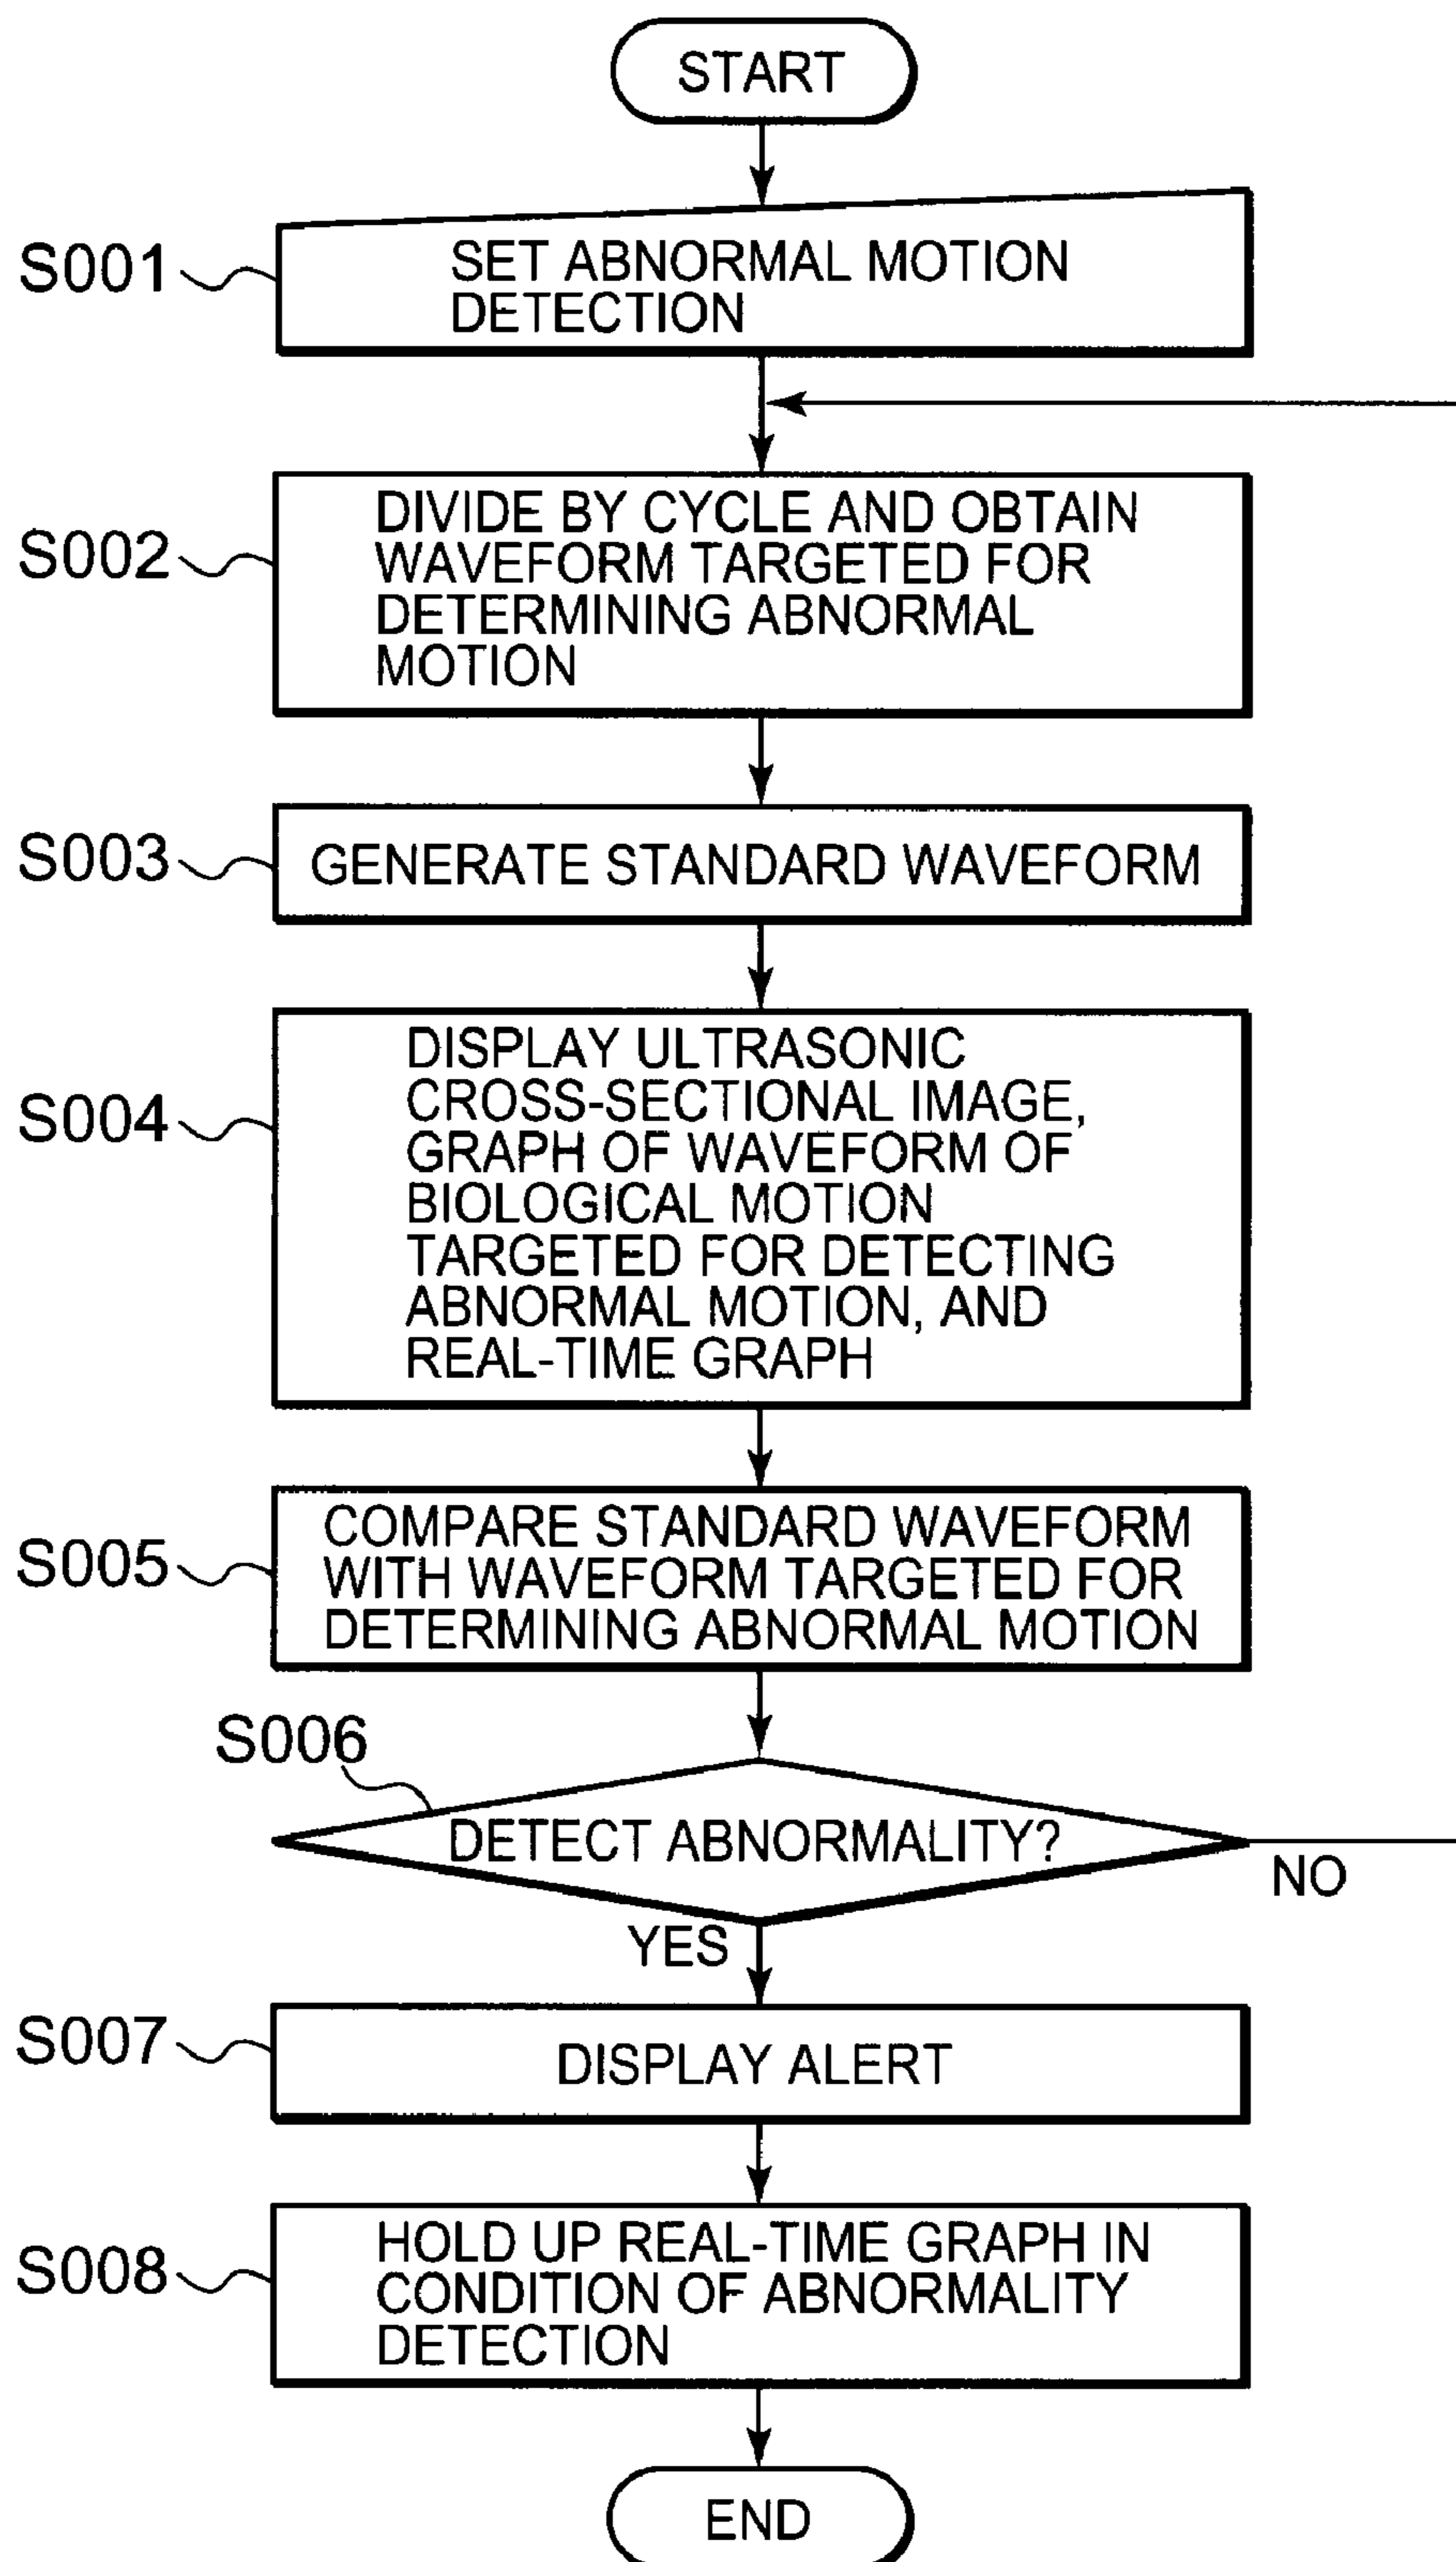 START
S001
SET ABNORMAL MOTION
DETECTION
S002
DIVIDE BY CYCLE AND OBTAIN
WAVEFORM TARGETED FOR
DETERMINING ABNORMAL
MOTION
S003
GENERATE STANDARD WAVEFORM
S004
DISPLAY ULTRASONIC
CROSS-SECTIONAL IMAGE,
GRAPH OF WAVEFORM OF
BIOLOGICAL MOTION
TARGETED FOR DETECTING
ABNORMAL MOTION, AND
REAL-TIME GRAPH
S005
COMPARE STANDARD WAVEFORM
WITH WAVEFORM TARGETED FOR
DETERMINING ABNORMAL MOTION
S006
DETECT ABNORMALITY?
NO
YES
S007
DISPLAY ALERT
S008
HOLD UP REAL-TIME GRAPH IN
CONDITION OF ABNORMALITY
DETECTION
END